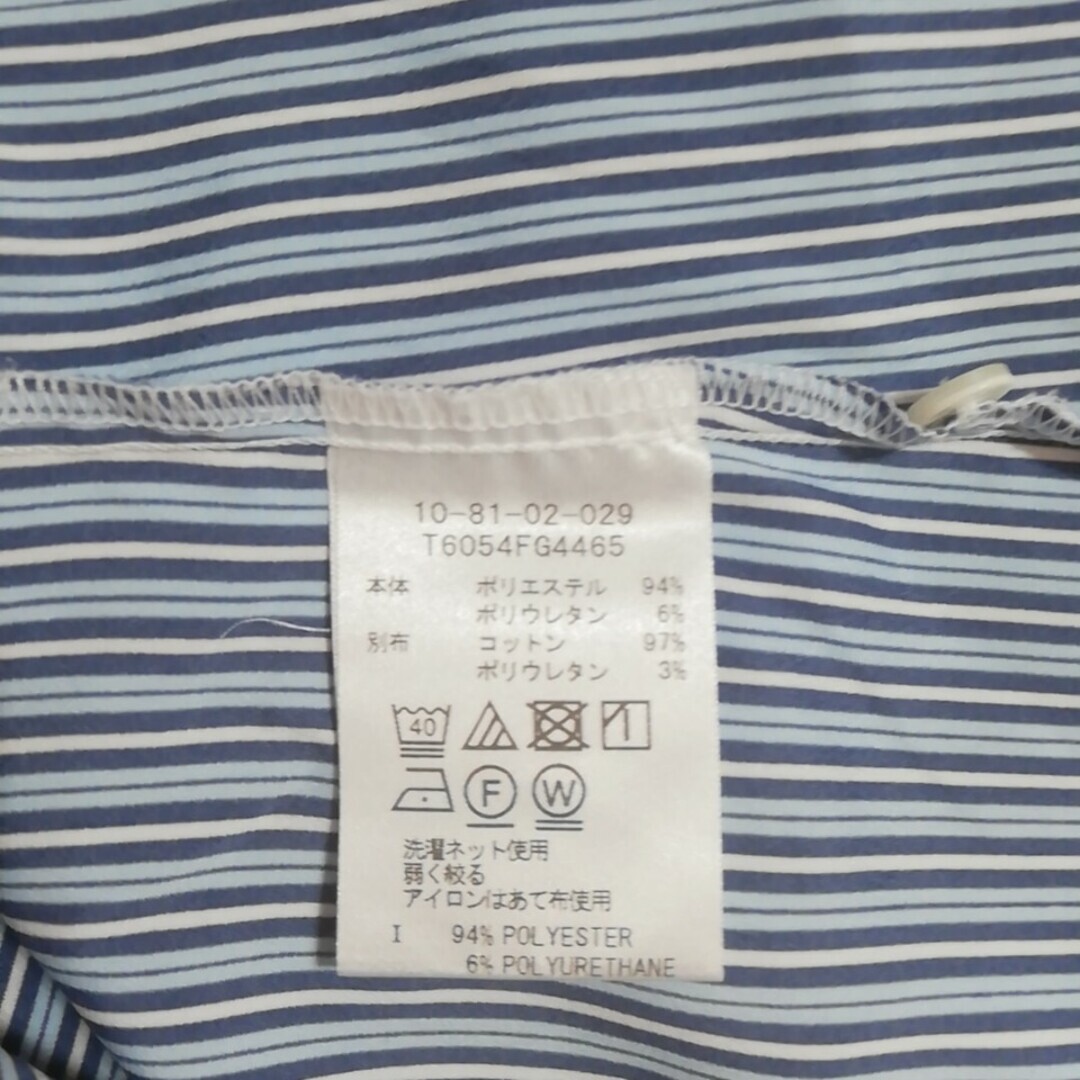 10-81-02-029
T6054FG4465
本体 ポリエステル 94%
ポリウレタン 6%
別布 コットン 97%
ポリウレタン 3%
40
F W
洗濯ネット使用
弱く絞る
アイロンはあて布使用
I 94% POLYESTER
6% POLYURETHANE